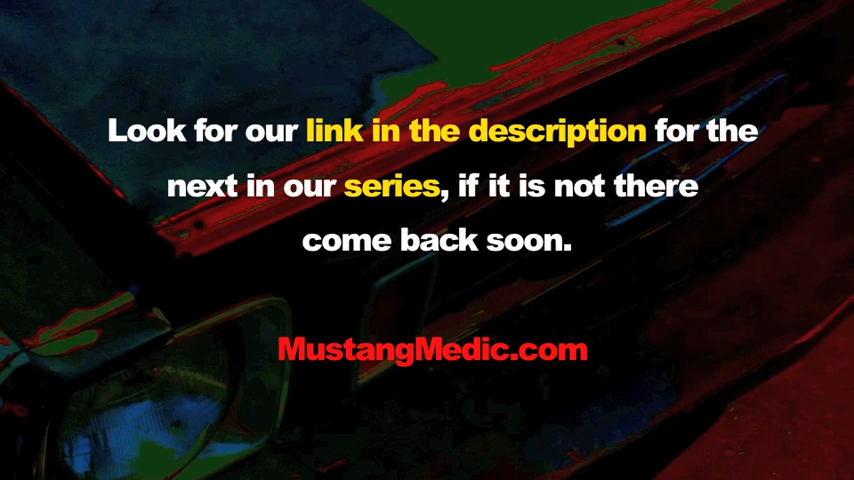 Look for our link in the description for the
next in our series, if it is not there
come back soon.
MustangMedic.com